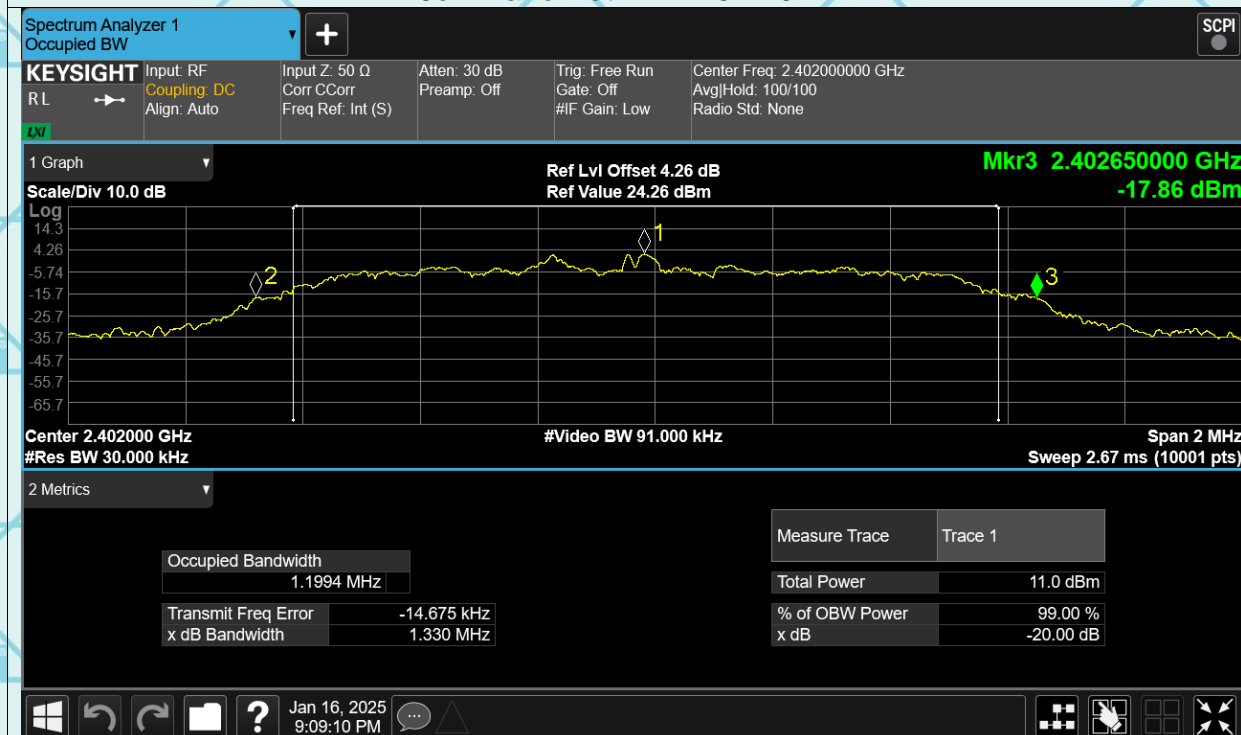 Spectrum Analyzer 1
Occupied BW
SCPI
KEYSIGHT
RL
LXI
Input: RF
Coupling: DC
Align: Auto
Input Z: 50 Ω
Corr CCorr
Freq Ref: Int (S)
Atten: 30 dB
Preamp: Off
Trig: Free Run
Gate: Off
#IF Gain: Low
Center Freq: 2.402000000 GHz
Avg|Hold: 100/100
Radio Std: None
1 Graph
Scale/Div 10.0 dB
Ref Lvl Offset 4.26 dB
Ref Value 24.26 dBm
Mkr3 2.402650000 GHz
-17.86 dBm
Log
14.3
4.26
-5.74
-15.7
-25.7
-35.7
-45.7
-55.7
-65.7
1
2
3
Center 2.402000 GHz
#Video BW 91.000 kHz
Span 2 MHz
#Res BW 30.000 kHz
Sweep 2.67 ms (10001 pts)
2 Metrics
Occupied Bandwidth
1.1994 MHz
Transmit Freq Error -14.675 kHz
x dB Bandwidth 1.330 MHz
Measure Trace Trace 1
Total Power 11.0 dBm
% of OBW Power 99.00 %
x dB -20.00 dB
?
Jan 16, 2025
9:09:10 PM